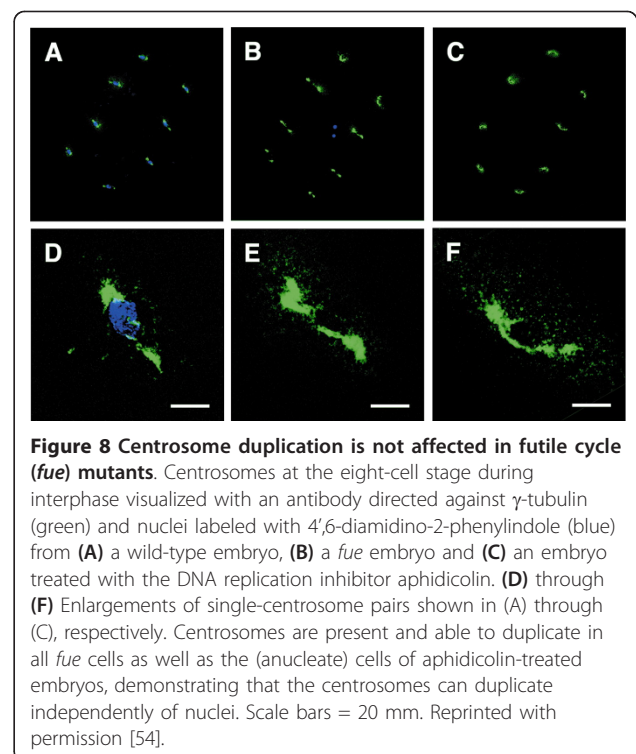 A
B
C
D
E
F
Figure 8 Centrosome duplication is not affected in futile cycle
(fue) mutants. Centrosomes at the eight-cell stage during
interphase visualized with an antibody directed against γ-tubulin
(green) and nuclei labeled with 4',6-diamidino-2-phenylindole (blue)
from (A) a wild-type embryo, (B) a fue embryo and (C) an embryo
treated with the DNA replication inhibitor aphidicolin. (D) through
(F) Enlargements of single-centrosome pairs shown in (A) through
(C), respectively. Centrosomes are present and able to duplicate in
all fue cells as well as the (anucleate) cells of aphidicolin-treated
embryos, demonstrating that the centrosomes can duplicate
independently of nuclei. Scale bars = 20 mm. Reprinted with
permission [54].